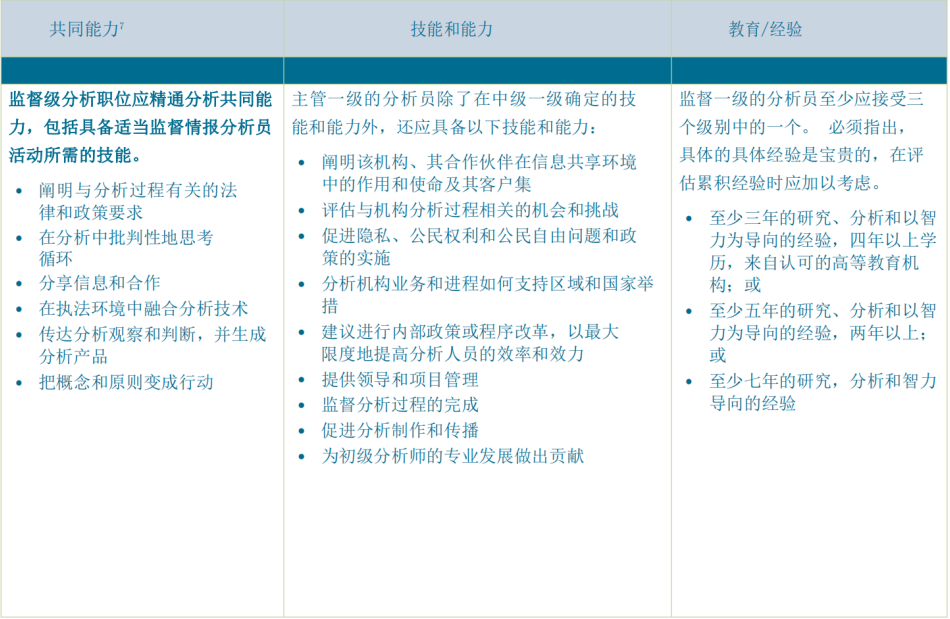 共同能力7
技能和能力
教育/经验
监督级分析职位应精通分析共同能
力，包括具备适当监督情报分析员
活动所需的技能。
• 阐明与分析过程有关的法
律和政策要求
• 在分析中批判性地思考
循环
• 分享信息和合作
• 在执法环境中融合分析技术
• 传达分析观察和判断，并生成
分析产品
• 把概念和原则变成行动
主管一级的分析员除了在中级一级确定的技
能和能力外，还应具备以下技能和能力：
• 阐明该机构、其合作伙伴在信息共享环境
中的作用和使命及其客户集
• 评估与机构分析过程相关的机会和挑战
• 促进隐私、公民权利和公民自由问题和政
策的实施
• 分析机构业务和进程如何支持区域和国家举
措
• 建议进行内部政策或程序改革，以最大
限度地提高分析人员的效率和效力
• 提供领导和项目管理
• 监督分析过程的完成
• 促进分析制作和传播
• 为初级分析师的专业发展做出贡献
监督一级的分析员至少应接受三
个级别中的一个。 必须指出，
具体的具体经验是宝贵的，在评
估累积经验时应加以考虑。
• 至少三年的研究、分析和以智
力为导向的经验，四年以上学
历，来自认可的高等教育机
构；或
• 至少五年的研究、分析和以智
力为导向的经验，两年以上；
或
• 至少七年的研究，分析和智力
导向的经验